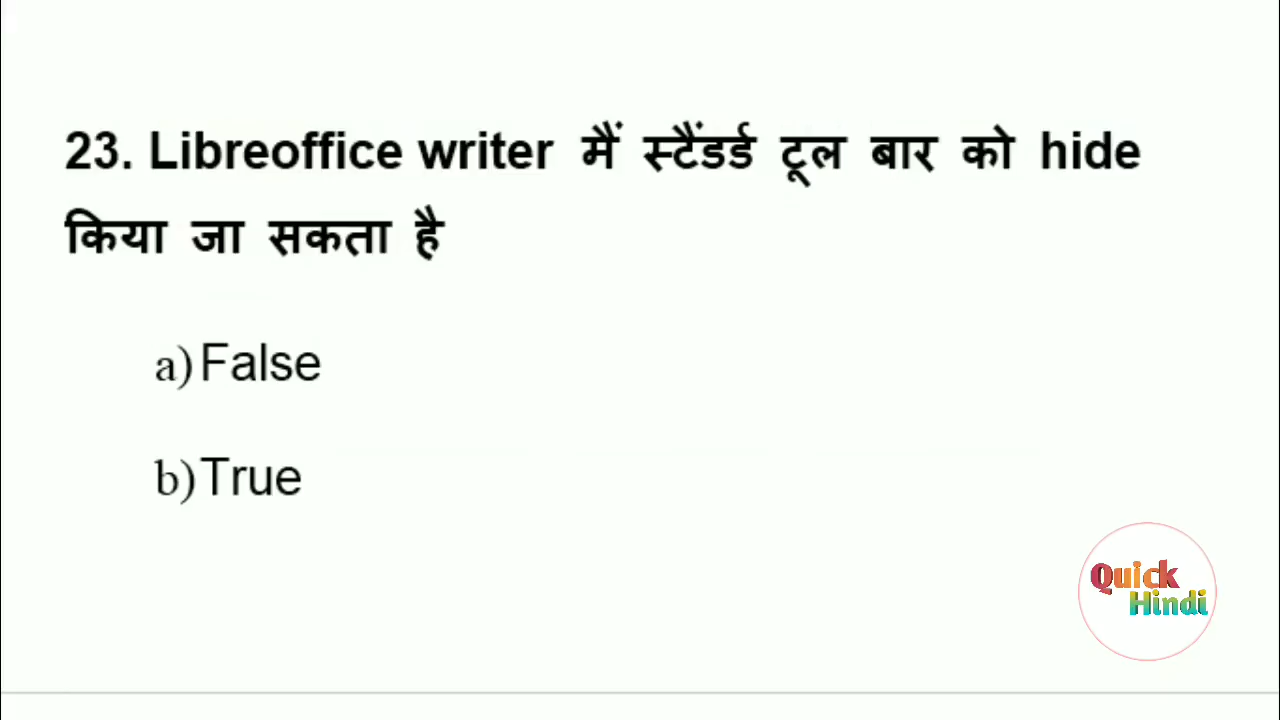 23. Libreoffice writer मैं स्टैंडर्ड टूल बार को hide
किया जा सकता है
a) False
b) True
Quick
Hindi